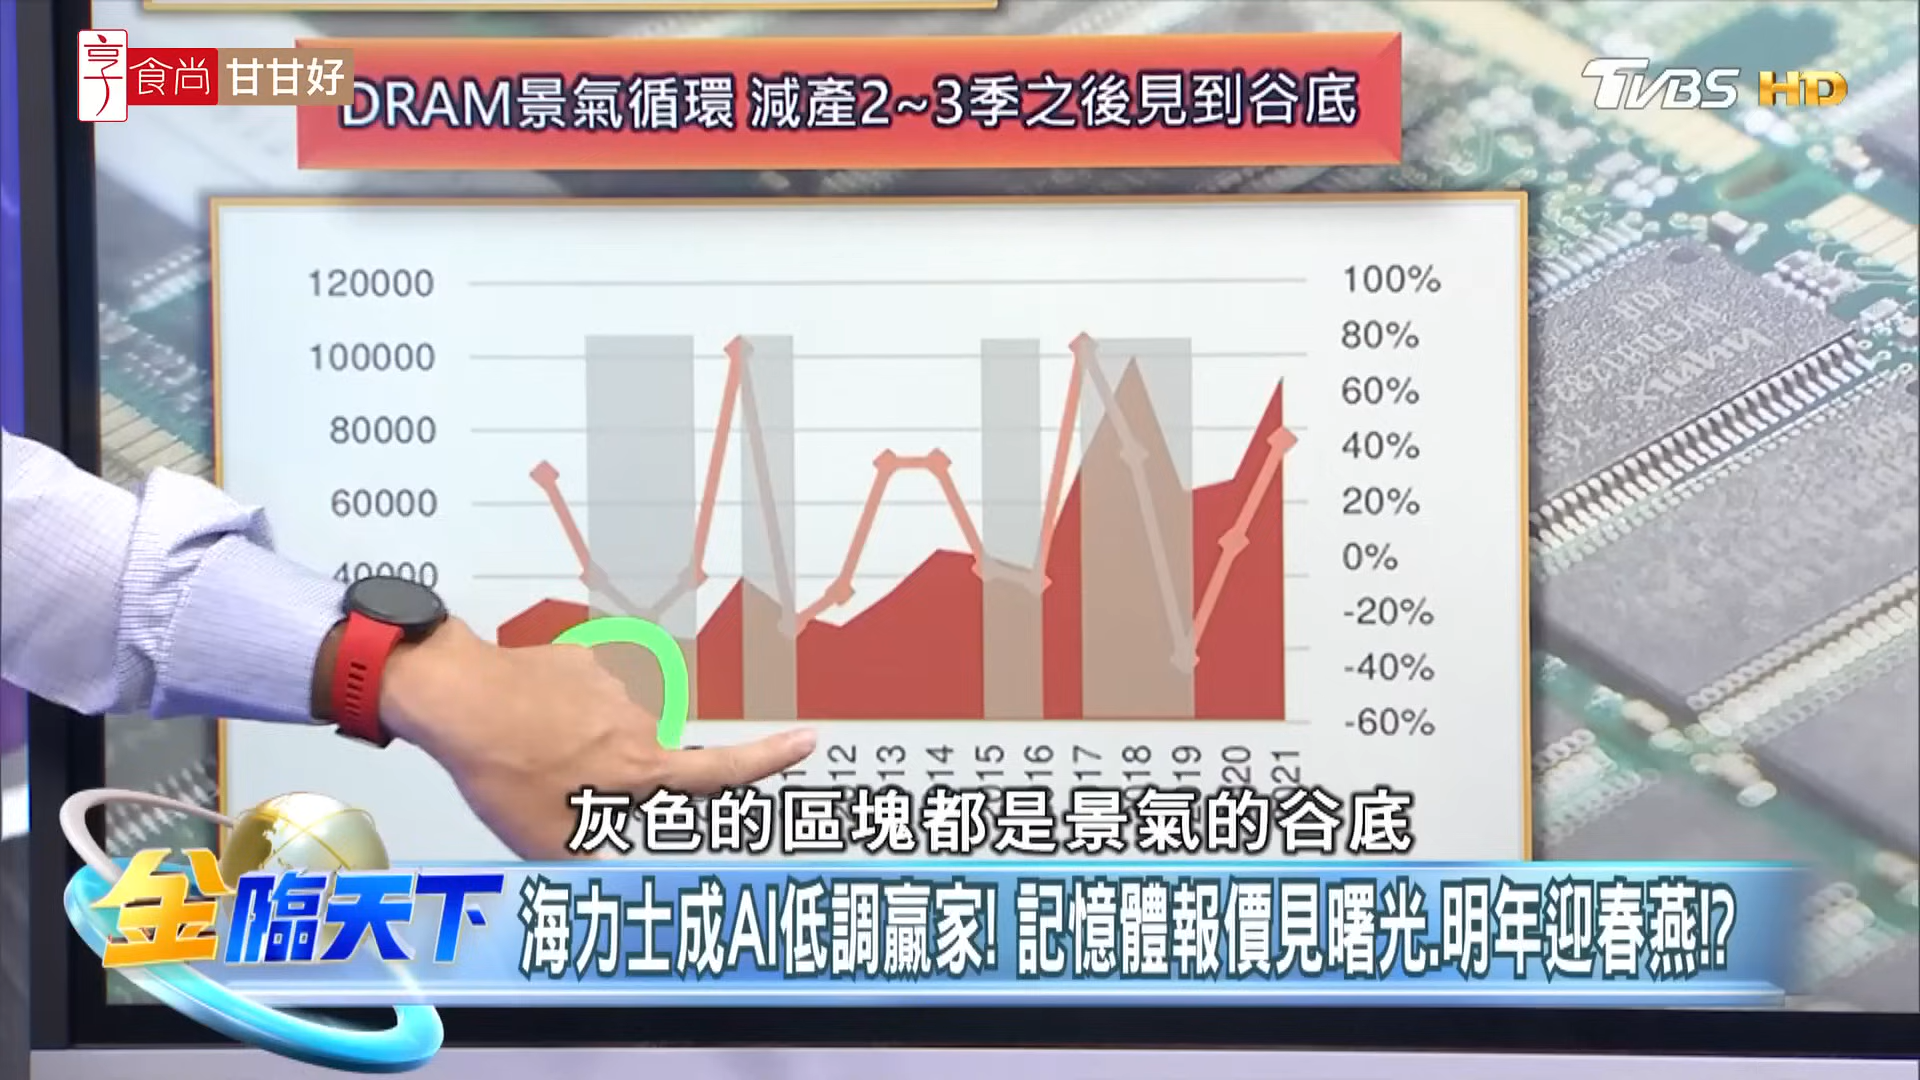 享食尚 甘甘好
TVBS HD
DRAM景氣循環 減產2~3季之後見到谷底
120000
100000
80000
60000
40000
100%
80%
60%
40%
20%
0%
-20%
-40%
-60%
12 13 14 15 16 17 18 19 20 21
hynix
灰色的區塊都是景氣的谷底
金臨天下
海力士成AI低調贏家! 記憶體報價見曙光.明年迎春燕!?